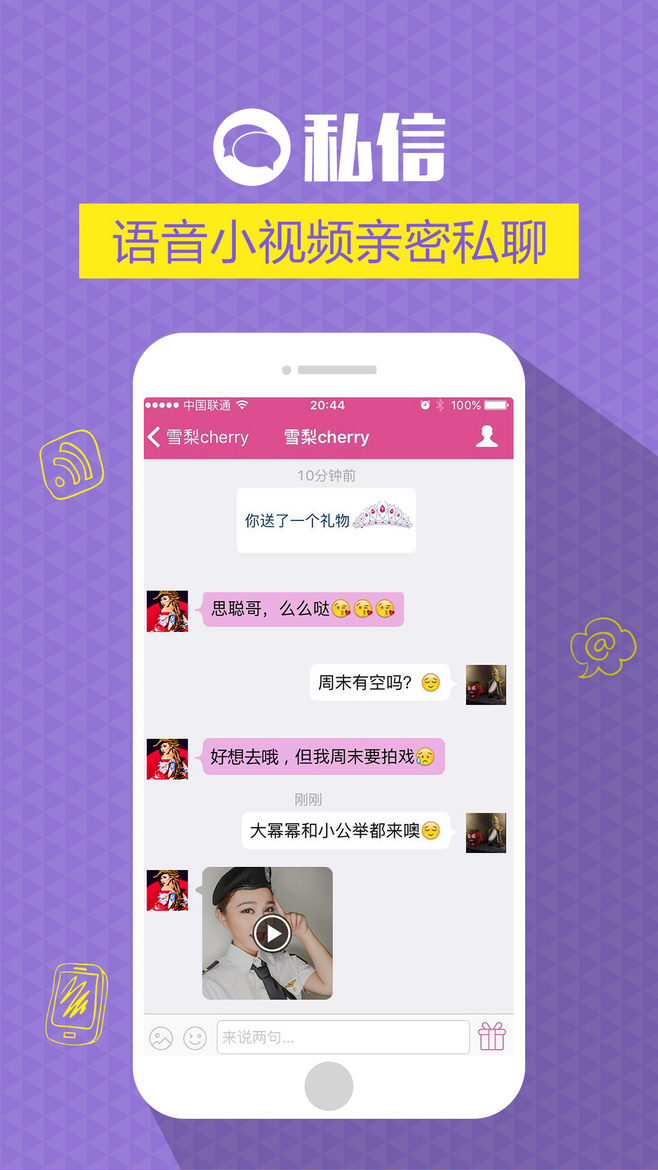 私信
语音小视频亲密私聊
中国联通 20:44 100%
雪梨cherry 雪梨cherry
10分钟前
你送了一个礼物
思聪哥，么么哒😘😘😘
周末有空吗？😌
好想去哦，但我周末要拍戏😥
刚刚
大幂幂和小公举都来噢😌
来说两句...